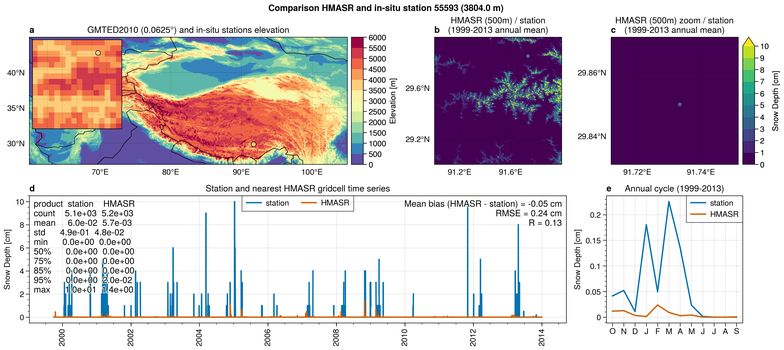 Comparison HMASR and in-situ station 55593 (3804.0 m)
a GMTED2010 (0.0625°) and in-situ stations elevation
40°N
35°N
30°N
70°E 80°E 90°E 100°E
6000
5500
5000
4500
4000
3500
3000
2500
2000
1500
1000
500
0
Elevation [m]
b HMASR (500m) / station
(1999-2013 annual mean)
29.6°N
29.2°N
91.2°E 91.6°E
c HMASR (500m) zoom / station
(1999-2013 annual mean)
29.86°N
29.84°N
91.72°E 91.74°E
10
9
8
7
6
5
4
3
2
1
0
Snow Depth [cm]
d Station and nearest HMASR gridcell time series
product station HMASR
count 5.1e+03 5.2e+03
mean 6.0e-02 5.7e-03
std 4.9e-01 4.8e-02
min 0.0e+00 0.0e+00
50% 0.0e+00 0.0e+00
75% 0.0e+00 0.0e+00
85% 0.0e+00 0.0e+00
95%
max
station HMASR
Mean bias (HMASR - station) = -0.05 cm
RMSE = 0.24 cm
R = 0.13
10
8
6
4
2
0
Snow Depth [cm]
2000 2002 2004 2006 2008 2010 2012 2014
e Annual cycle (1999-2013)
station
HMASR
0.2
0.15
0.1
0.05
0
Snow Depth [cm]
O N D J F M A M J J A S